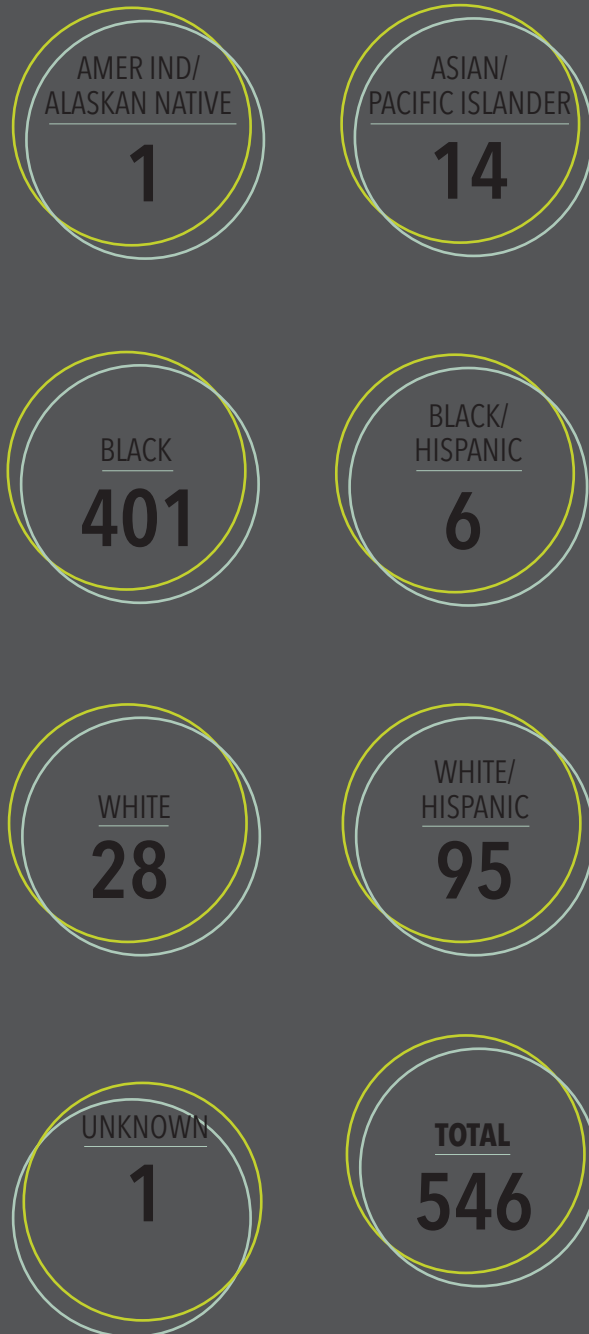 AMER IND/
ALASKAN NATIVE
1
ASIAN/
PACIFIC ISLANDER
14
BLACK
401
BLACK/
HISPANIC
6
WHITE
28
WHITE/
HISPANIC
95
UNKNOWN
1
TOTAL
546